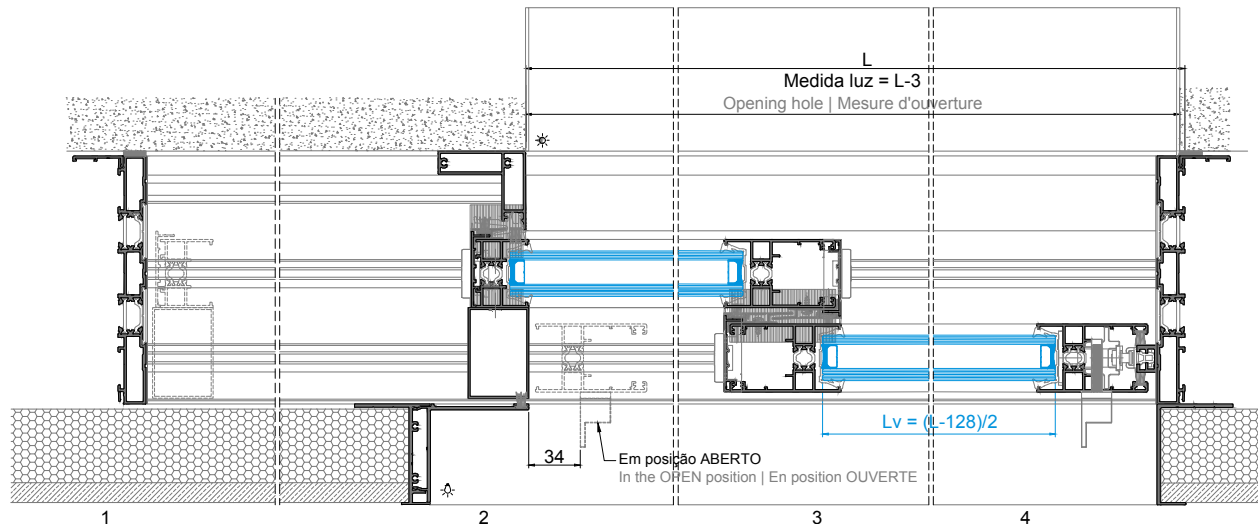 L
Medida luz = L-3
Opening hole | Mesure d'ouverture
Lv = (L-128)/2
34
Em posição ABERTO
In the OPEN position | En position OUVERTE
1 2 3 4